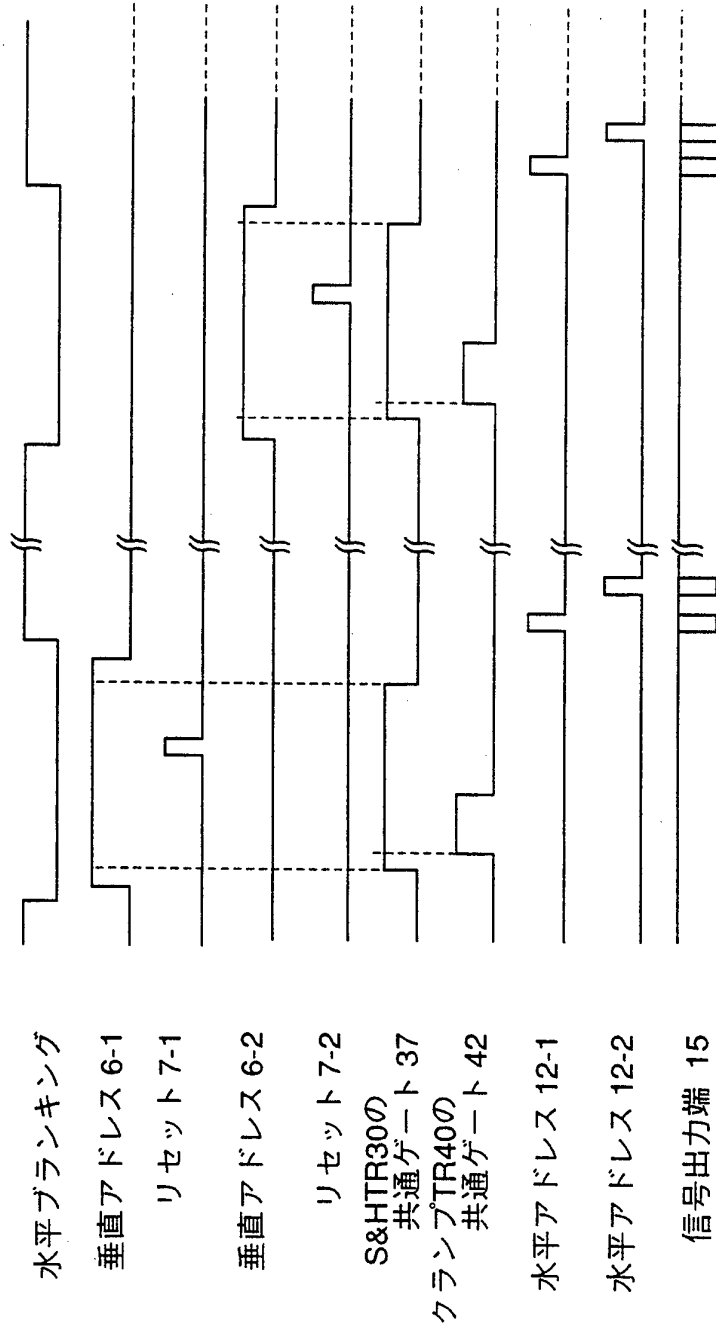 水平ブランキング
垂直アドレス 6-1
リセット 7-1
垂直アドレス 6-2
リセット 7-2
S&HTR30の
共通ゲート 37
クランプTR40の
共通ゲート 42
水平アドレス 12-1
水平アドレス 12-2
信号出力端 15